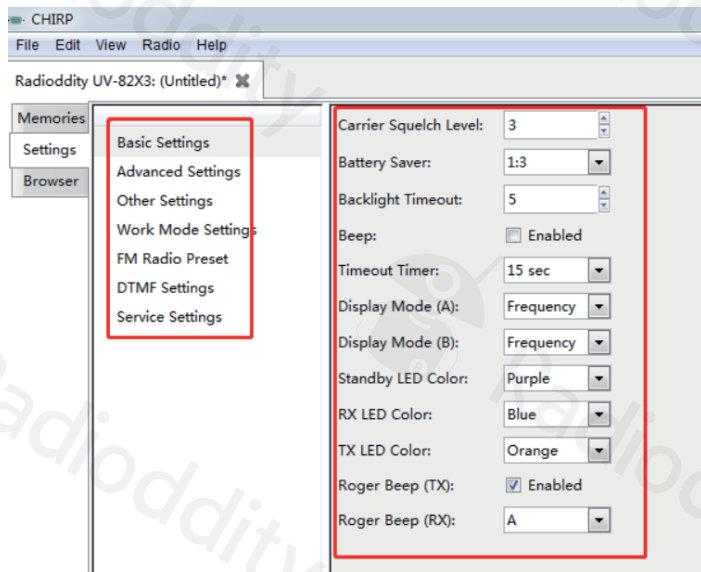 CHIRP
File Edit View Radio Help
Radioddity UV-82X3: (Untitled)*
Memories
Settings
Browser
Basic Settings
Advanced Settings
Other Settings
Work Mode Settings
FM Radio Preset
DTMF Settings
Service Settings
Carrier Squelch Level: 3
Battery Saver: 1:3
Backlight Timeout: 5
Beep: Enabled
Timeout Timer: 15 sec
Display Mode (A): Frequency
Display Mode (B): Frequency
Standby LED Color: Purple
RX LED Color: Blue
TX LED Color: Orange
Roger Beep (TX): Enabled
Roger Beep (RX): A
Radioddity
Radioddity
Radioddity